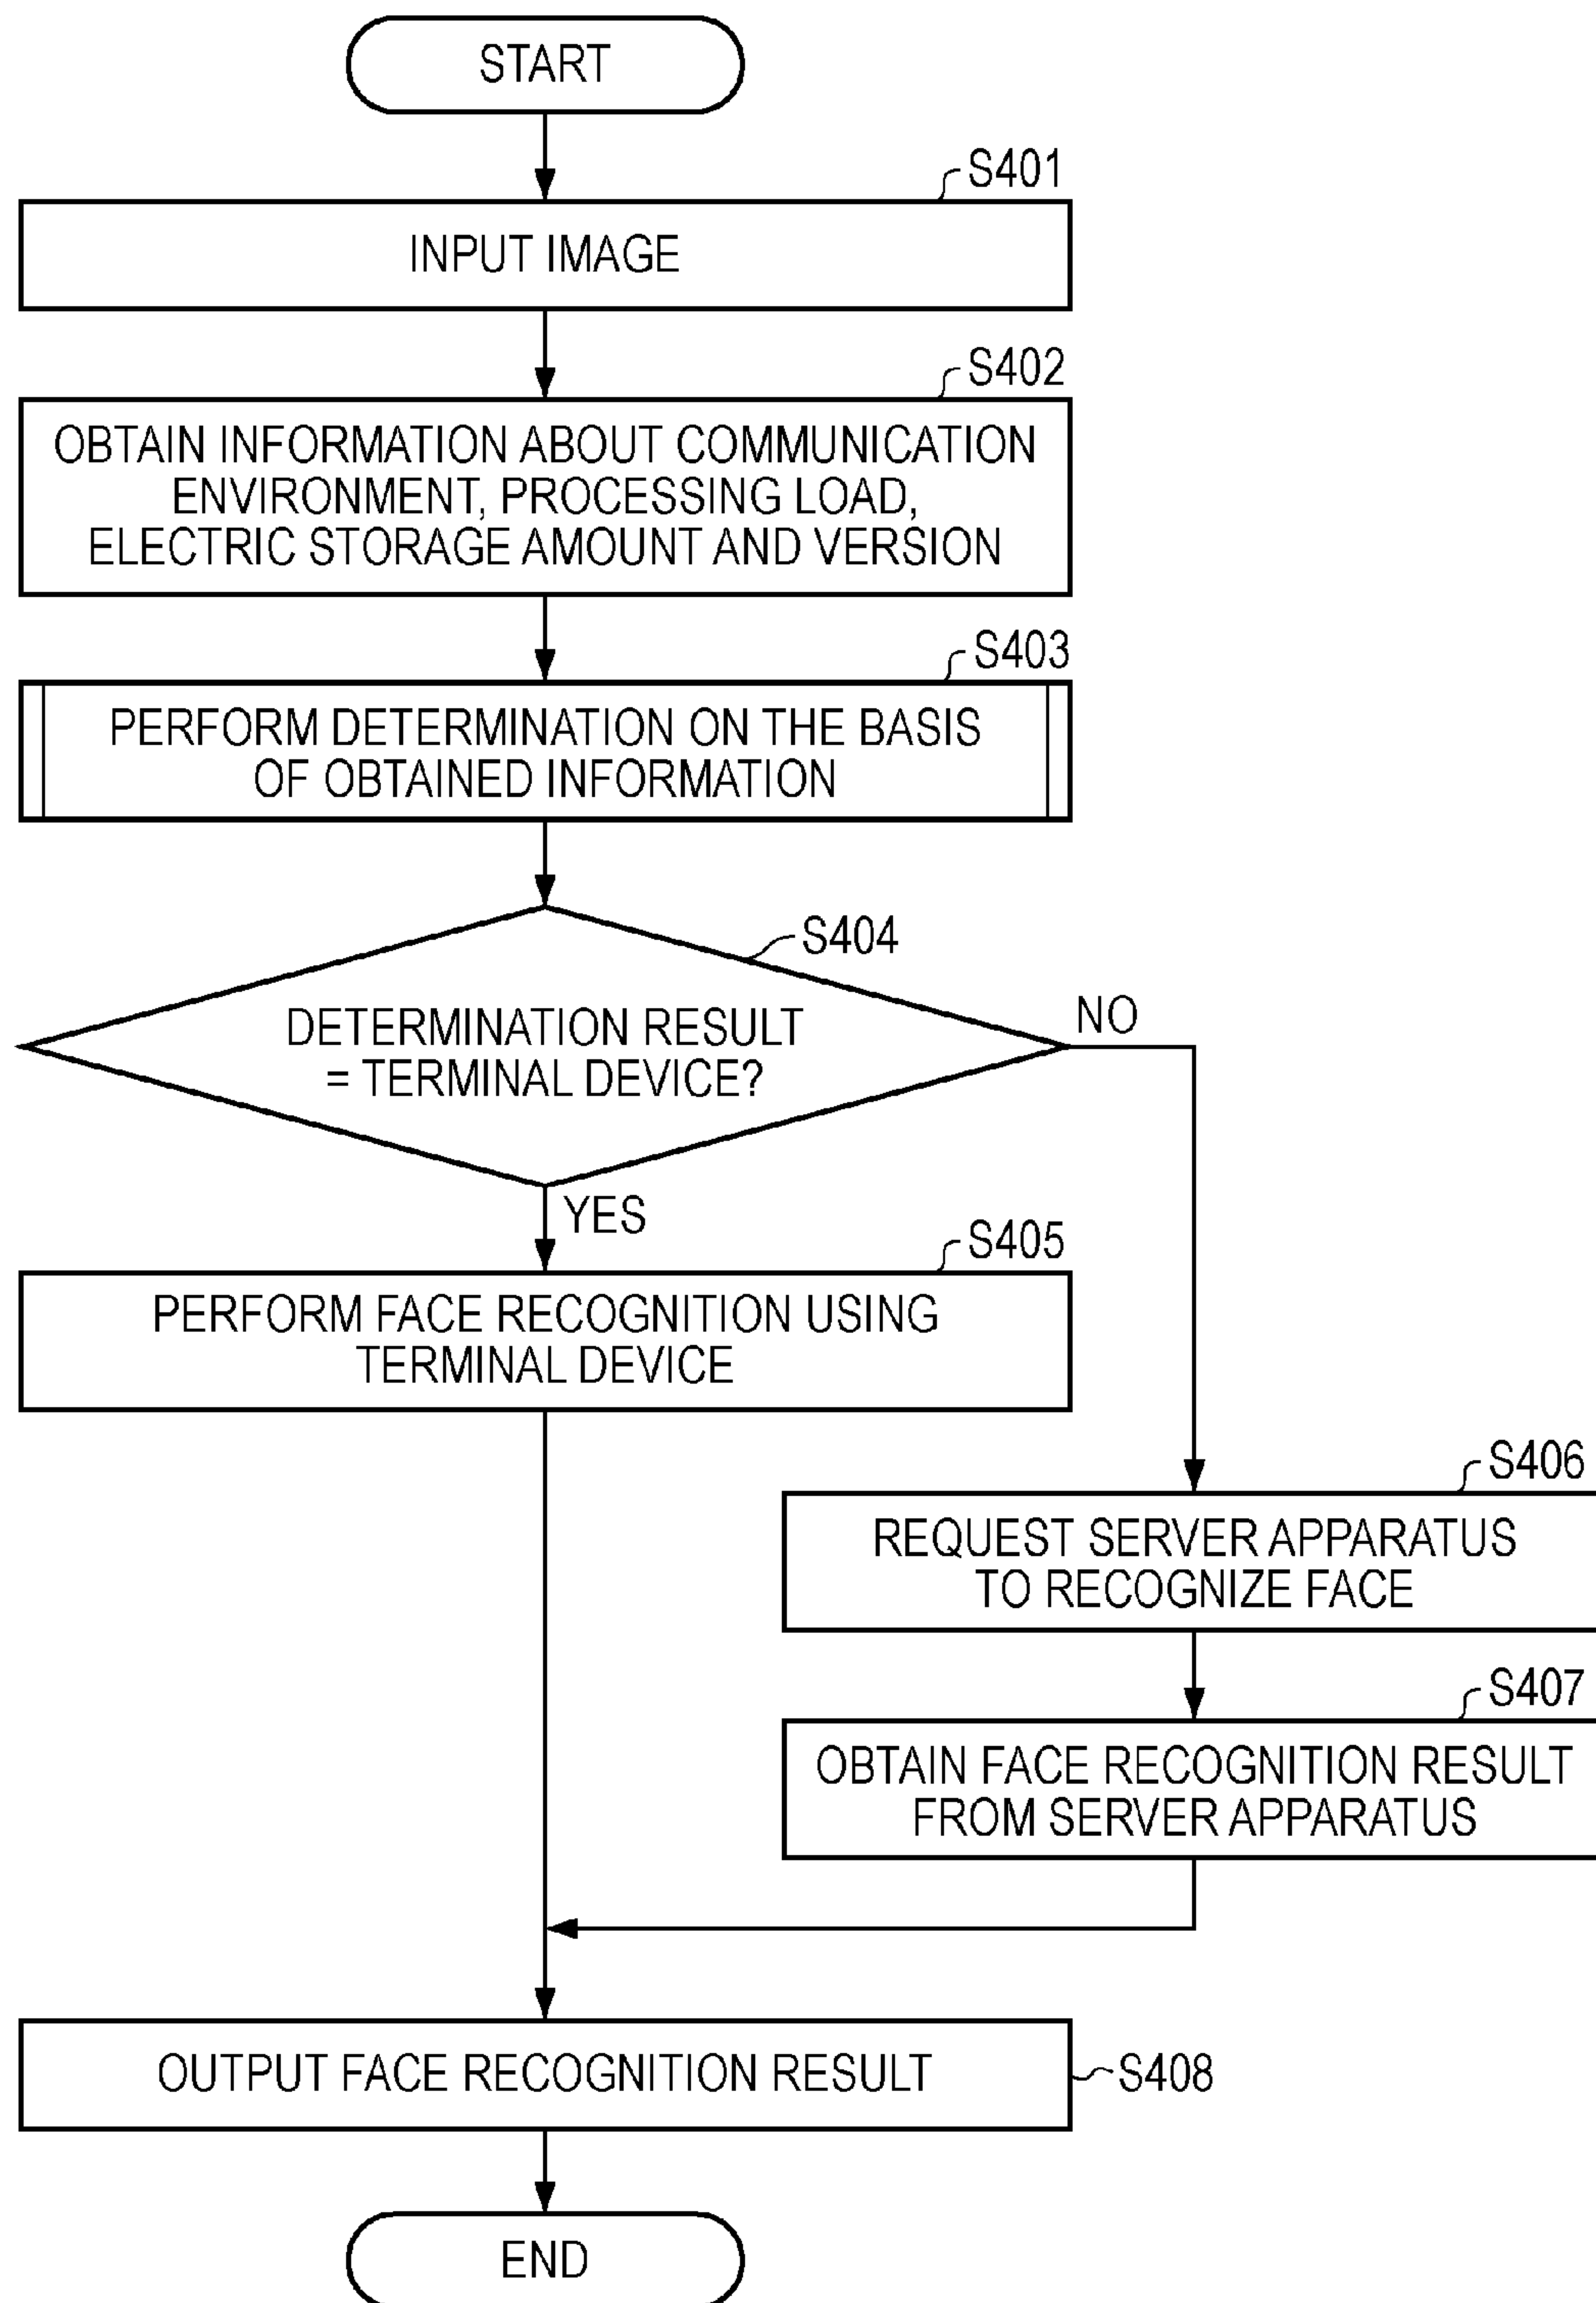 START
S401
INPUT IMAGE
S402
OBTAIN INFORMATION ABOUT COMMUNICATION
ENVIRONMENT, PROCESSING LOAD,
ELECTRIC STORAGE AMOUNT AND VERSION
S403
PERFORM DETERMINATION ON THE BASIS
OF OBTAINED INFORMATION
S404
DETERMINATION RESULT
= TERMINAL DEVICE?
NO
YES
S405
PERFORM FACE RECOGNITION USING
TERMINAL DEVICE
S406
REQUEST SERVER APPARATUS
TO RECOGNIZE FACE
S407
OBTAIN FACE RECOGNITION RESULT
FROM SERVER APPARATUS
OUTPUT FACE RECOGNITION RESULT
S408
END